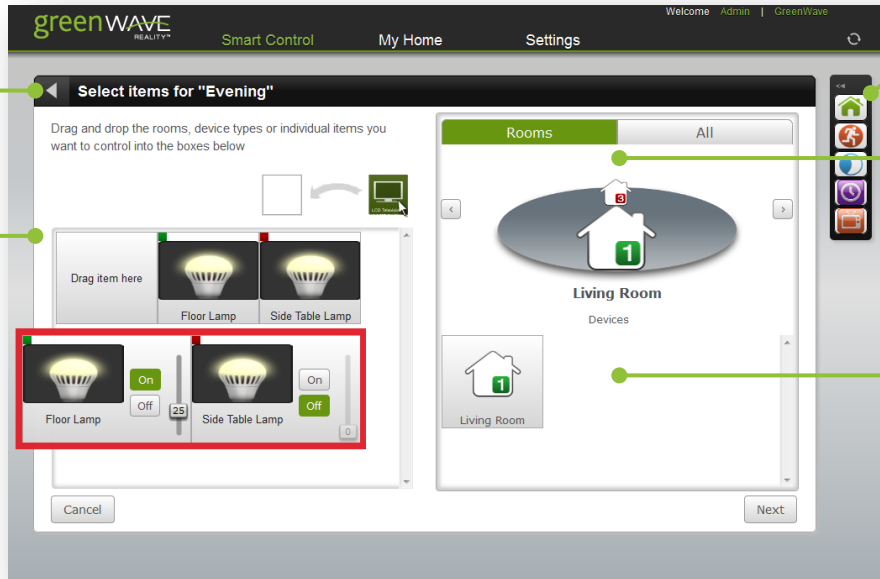 greenWAVE
REALITY™
Welcome Admin | GreenWave
Smart Control My Home Settings
Select items for "Evening"
Drag and drop the rooms, device types or individual items you
want to control into the boxes below
LCD Television
Drag item here
Floor Lamp Side Table Lamp
On
Off
25
Floor Lamp
On
Off
0
Side Table Lamp
Cancel
Rooms All
3
1
Living Room
Devices
1
Living Room
Next